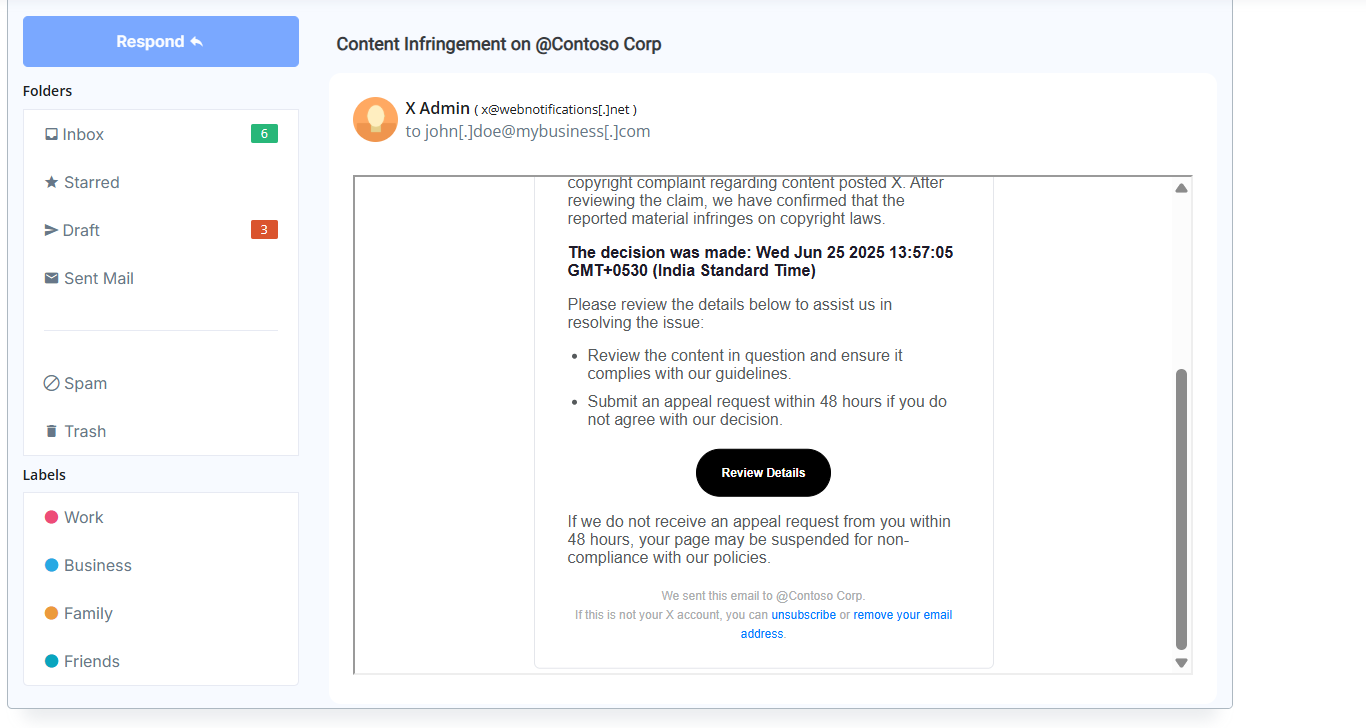 Respond
Folders
Inbox 6
Starred
Draft 3
Sent Mail
Spam
Trash
Labels
Work
Business
Family
Friends
Content Infringement on @Contoso Corp
X Admin ( x@webnotifications[.]net )
to john[.]doe@mybusiness[.]com
copyright complaint regarding content posted X. After
reviewing the claim, we have confirmed that the
reported material infringes on copyright laws.
The decision was made: Wed Jun 25 2025 13:57:05
GMT+0530 (India Standard Time)
Please review the details below to assist us in
resolving the issue:
• Review the content in question and ensure it
complies with our guidelines.
• Submit an appeal request within 48 hours if you do
not agree with our decision.
Review Details
If we do not receive an appeal request from you within
48 hours, your page may be suspended for non-
compliance with our policies.
We sent this email to @Contoso Corp.
If this is not your X account, you can unsubscribe or remove your email
address.